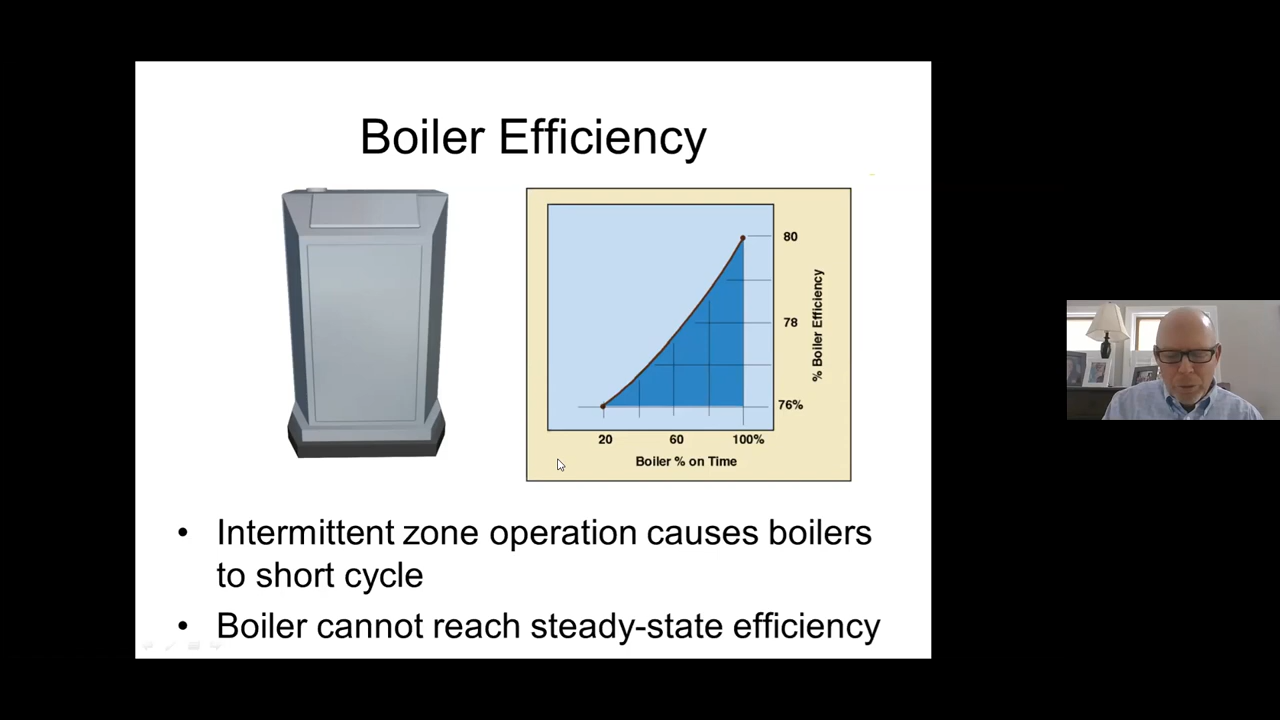 Boiler Efficiency
80
78
76%
% Boiler Efficiency
20 60 100%
Boiler % on Time
• Intermittent zone operation causes boilers
to short cycle
• Boiler cannot reach steady-state efficiency